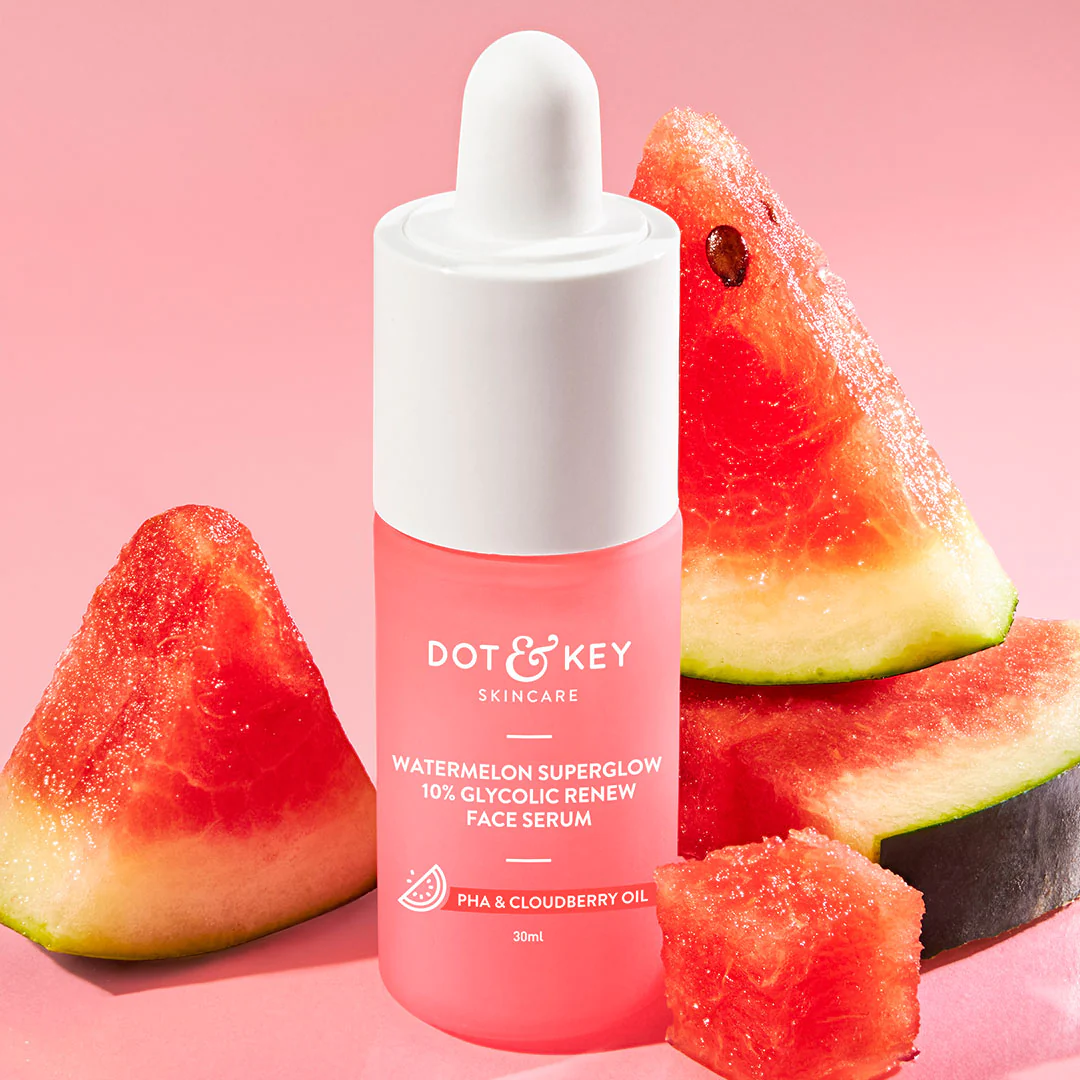 DOT & KEY
SKINCARE
WATERMELON SUPERGLOW
10% GLYCOLIC RENEW
FACE SERUM
PHA & CLOUDBERRY OIL
30ml